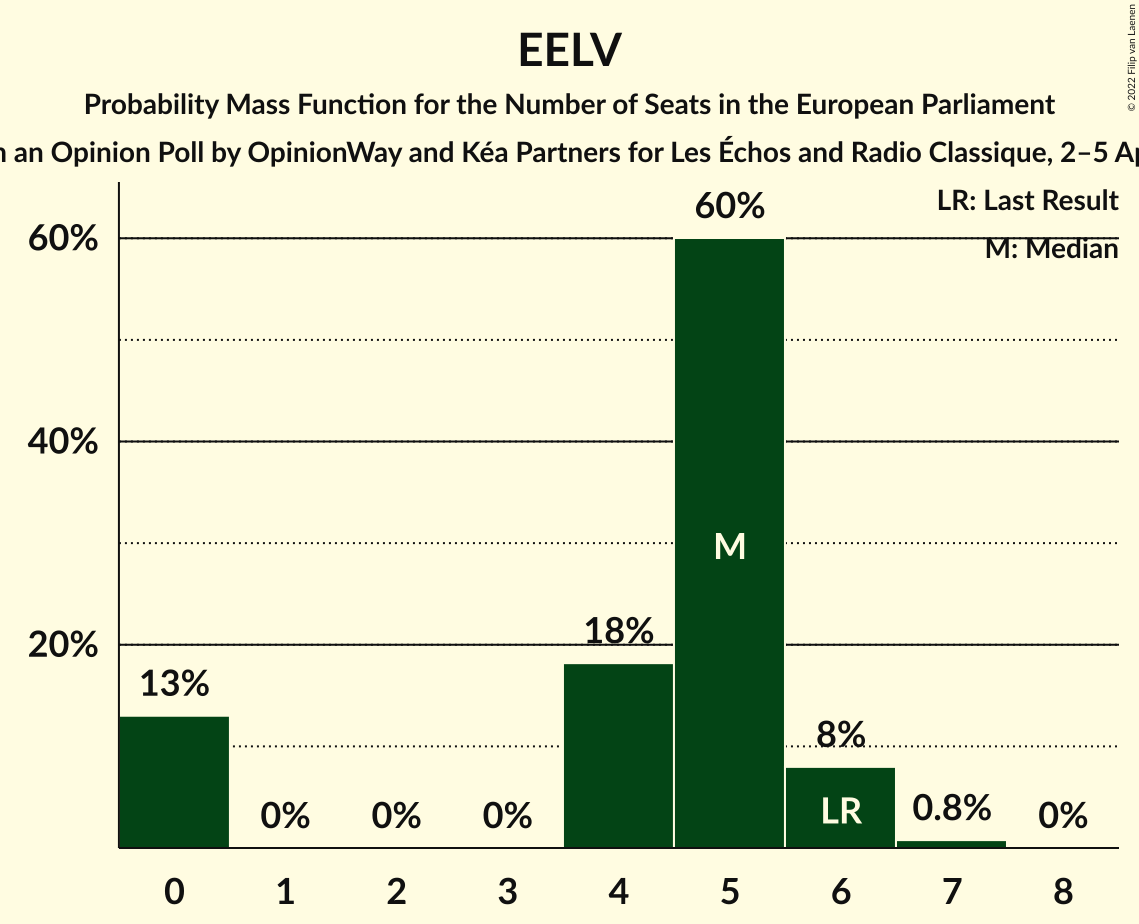 EELV
Probability Mass Function for the Number of Seats in the European Parliament
an Opinion Poll by OpinionWay and Kéa Partners for Les Échos and Radio Classique, 2–5
© 2022 Filip van Laenen
LR: Last Result
M: Median
60%
40%
20%
13%
0%
0%
0%
18%
60%
M
8%
LR
0.8%
0%
0 1 2 3 4 5 6 7 8